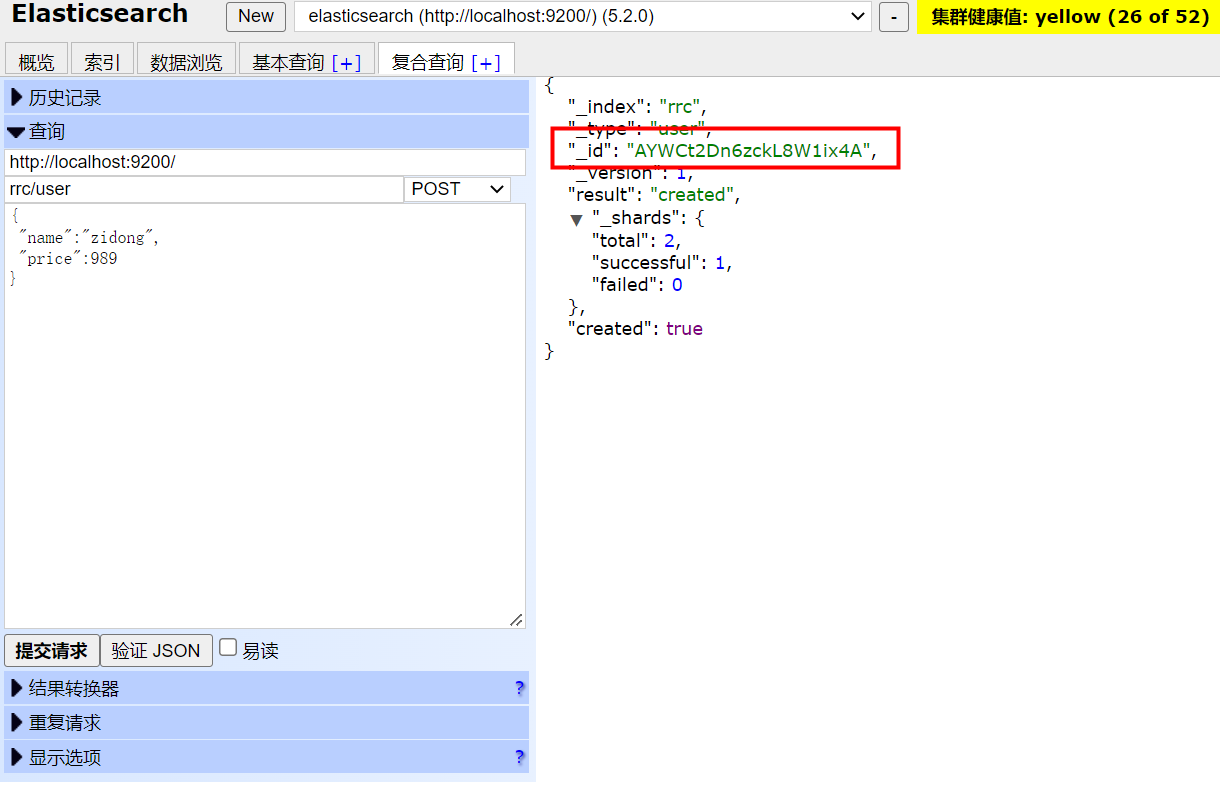 Elasticsearch New elasticsearch (http://localhost:9200/) (5.2.0) - 集群健康值: yellow (26 of 52)
概览 索引 数据浏览 基本查询 [+] 复合查询 [+]
历史记录
查询
http://localhost:9200/
rrc/user POST
{
"name":"zidong",
"price":989
}
提交请求 验证 JSON 易读
结果转换器 ?
重复请求
显示选项 ?
{
"_index": "rrc",
"_type": "user",
"_id": "AYWCt2Dn6zckL8W1ix4A",
"_version": 1,
"result": "created",
▼ "_shards": {
"total": 2,
"successful": 1,
"failed": 0
},
"created": true
}